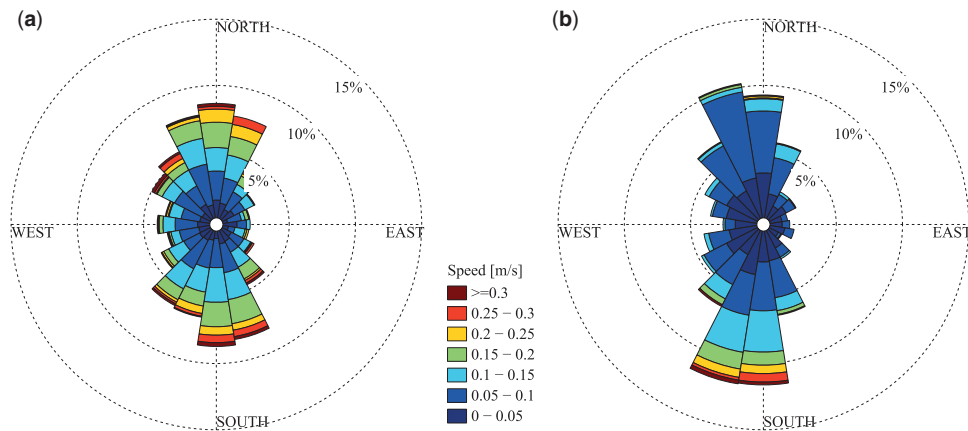 (a)
NORTH
15%
10%
5%
WEST
EAST
SOUTH
Speed [m/s]
>=0.3
0.25 – 0.3
0.2 – 0.25
0.15 – 0.2
0.1 – 0.15
0.05 – 0.1
0 – 0.05
(b)
NORTH
15%
10%
5%
WEST
EAST
SOUTH